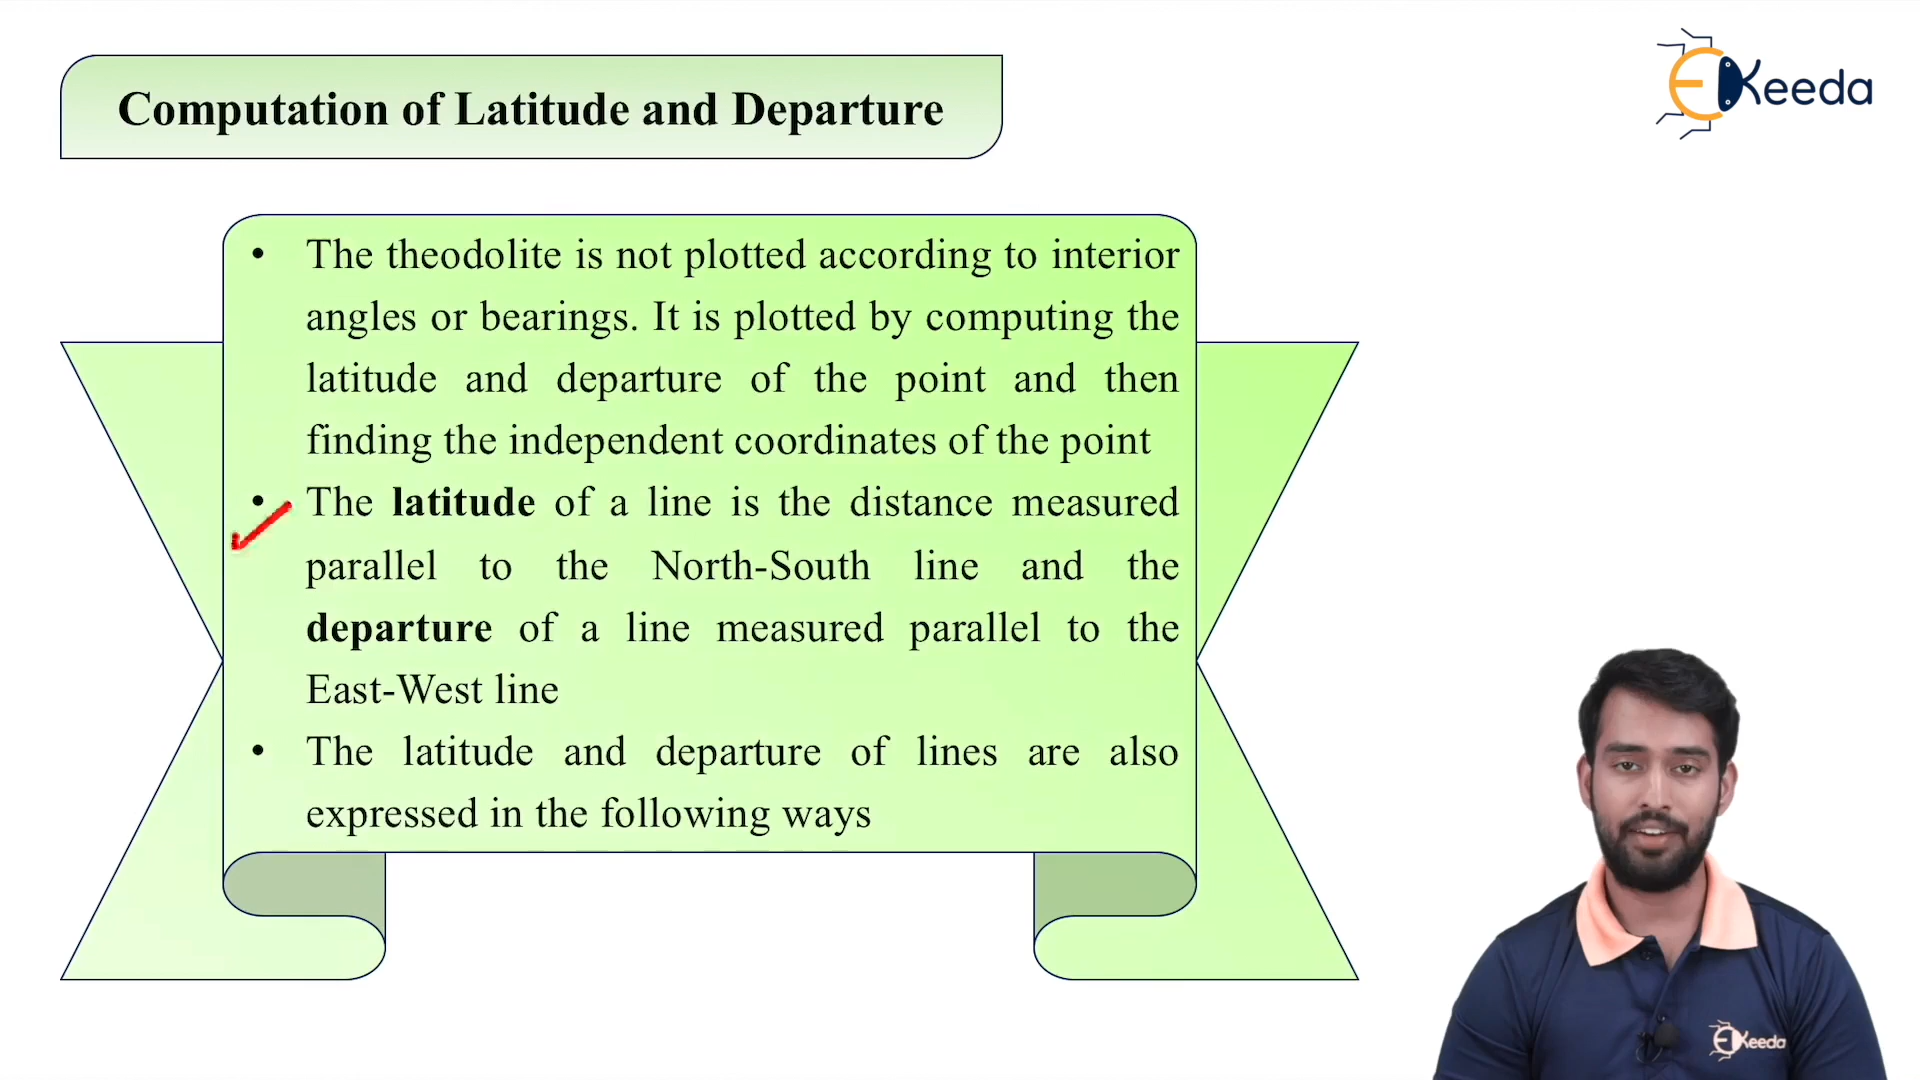 Computation of Latitude and Departure
EKeeda
• The theodolite is not plotted according to interior
angles or bearings. It is plotted by computing the
latitude and departure of the point and then
finding the independent coordinates of the point
• The latitude of a line is the distance measured
parallel to the North-South line and the
departure of a line measured parallel to the
East-West line
• The latitude and departure of lines are also
expressed in the following ways
EKeeda